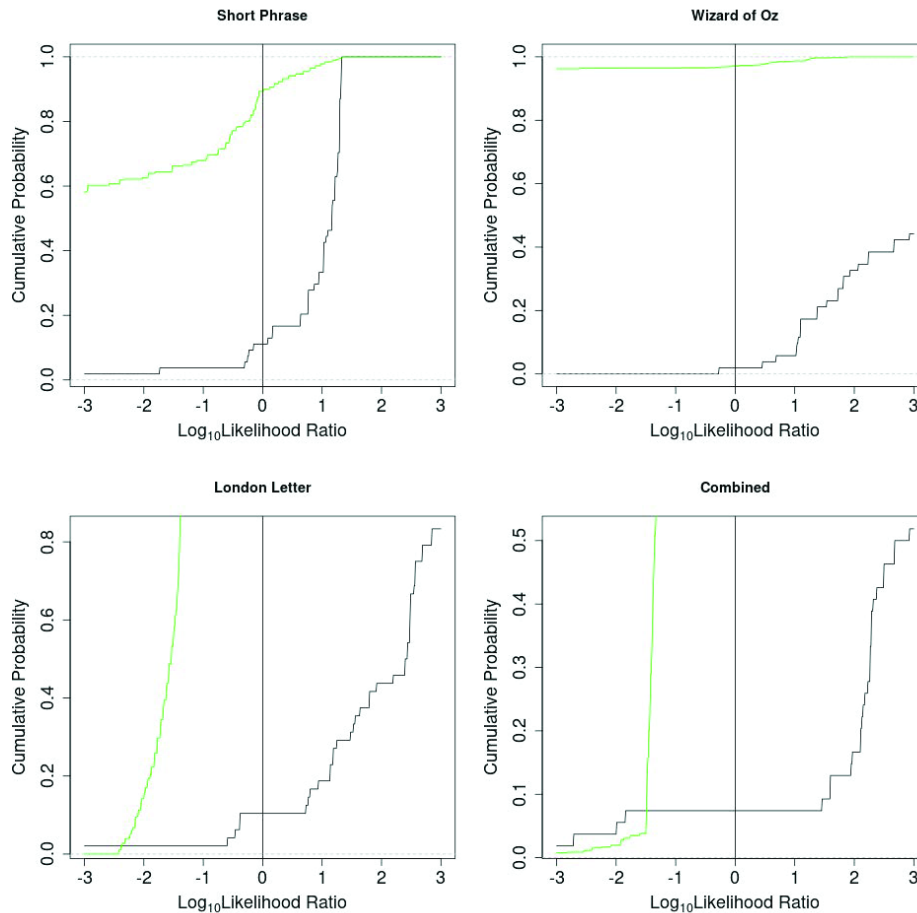 Short Phrase
Cumulative Probability
0.0 0.2 0.4 0.6 0.8 1.0
-3 -2 -1 0 1 2 3
Log₁₀Likelihood Ratio
Wizard of Oz
Cumulative Probability
0.0 0.2 0.4 0.6 0.8 1.0
-3 -2 -1 0 1 2 3
Log₁₀Likelihood Ratio
London Letter
Cumulative Probability
0.0 0.2 0.4 0.6 0.8
-3 -2 -1 0 1 2 3
Log₁₀Likelihood Ratio
Combined
Cumulative Probability
0.0 0.1 0.2 0.3 0.4 0.5
-3 -2 -1 0 1 2 3
Log₁₀Likelihood Ratio